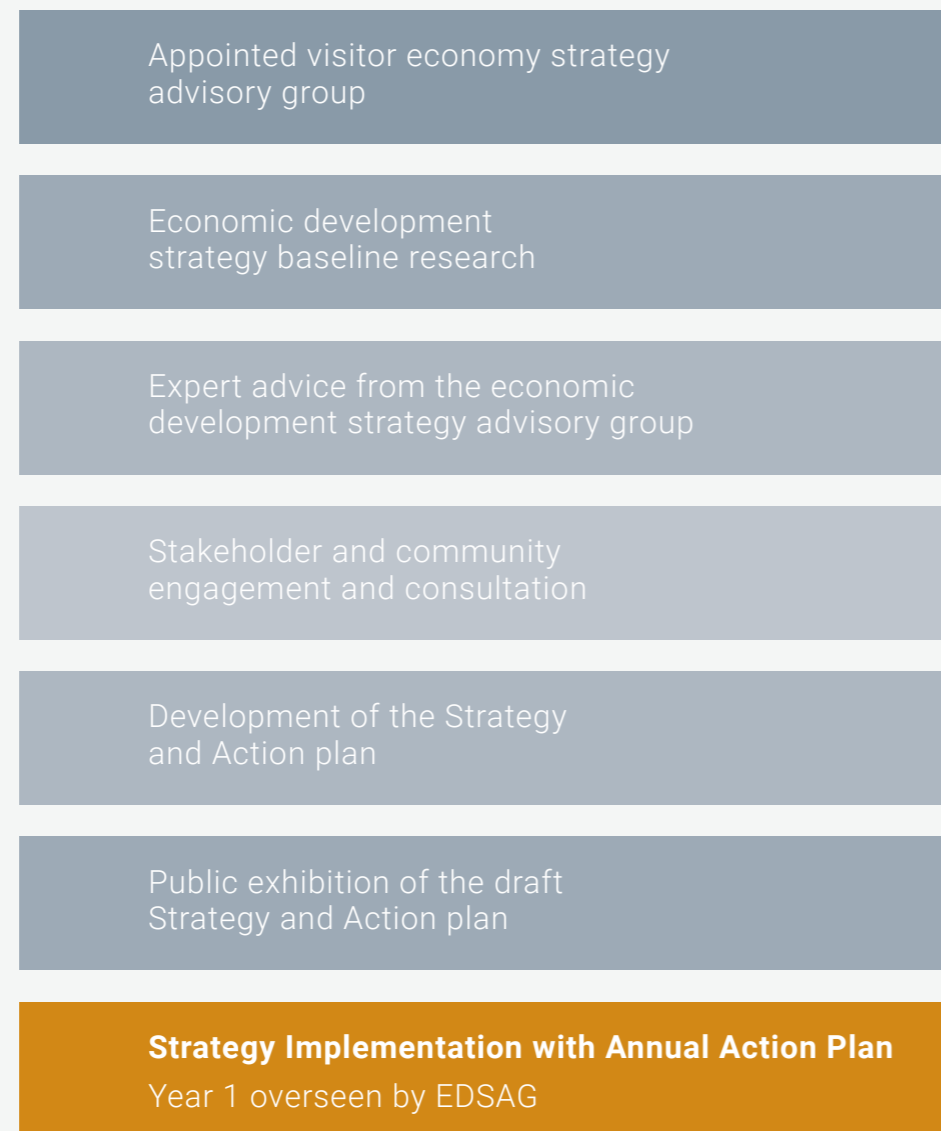 Appointed visitor economy strategy
advisory group
Economic development
strategy baseline research
Expert advice from the economic
development strategy advisory group
Stakeholder and community
engagement and consultation
Development of the Strategy
and Action plan
Public exhibition of the draft
Strategy and Action plan
Strategy Implementation with Annual Action Plan
Year 1 overseen by EDSAG